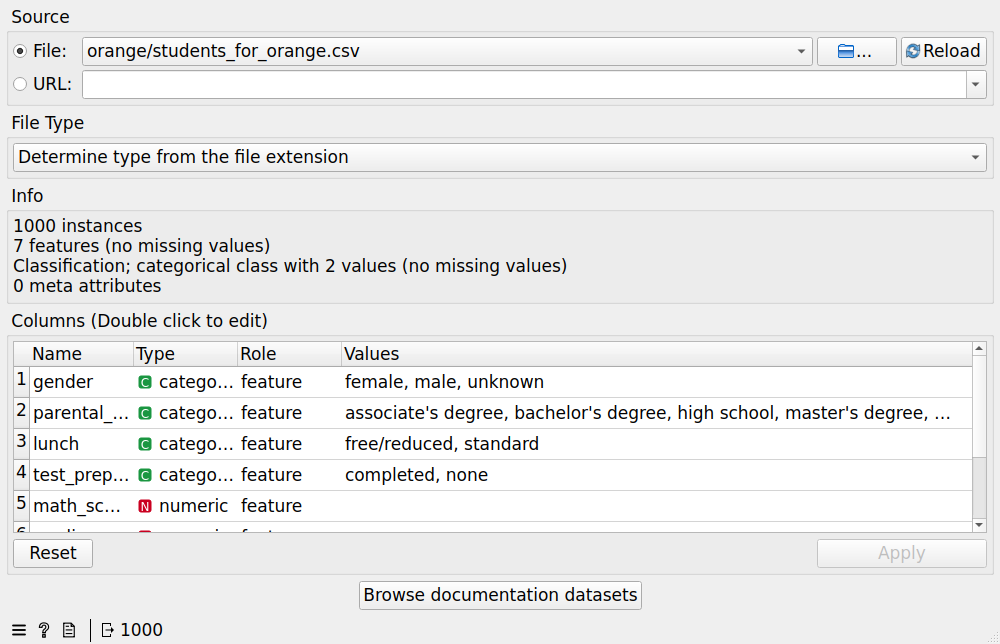 Source
File: orange/students_for_orange.csv ... Reload
URL:
File Type
Determine type from the file extension
Info
1000 instances
7 features (no missing values)
Classification; categorical class with 2 values (no missing values)
0 meta attributes
Columns (Double click to edit)
Name Type Role Values
1 gender C catego... feature female, male, unknown
2 parental_... C catego... feature associate's degree, bachelor's degree, high school, master's degree, ...
3 lunch C catego... feature free/reduced, standard
4 test_prep... C catego... feature completed, none
5 math_sc... N numeric feature
Reset Apply
Browse documentation datasets
? 1000